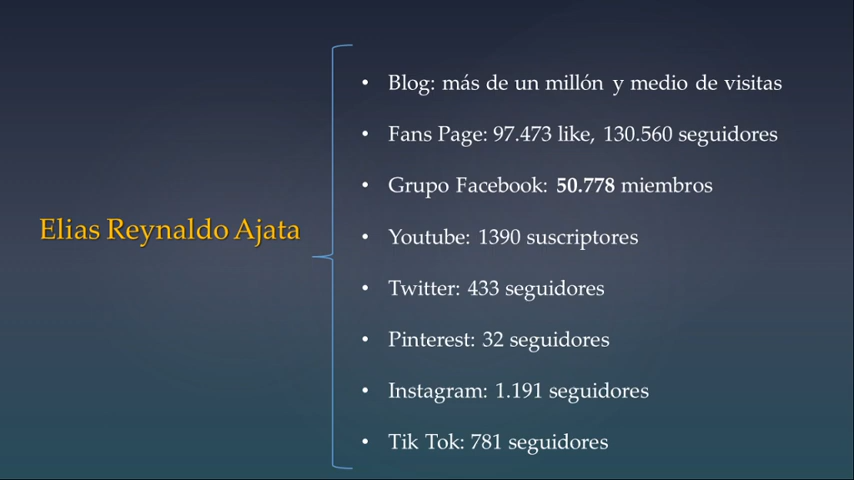 Elias Reynaldo Ajata
• Blog: más de un millón y medio de visitas
• Fans Page: 97.473 like, 130.560 seguidores
• Grupo Facebook: 50.778 miembros
• Youtube: 1390 suscriptores
• Twitter: 433 seguidores
• Pinterest: 32 seguidores
• Instagram: 1.191 seguidores
• Tik Tok: 781 seguidores